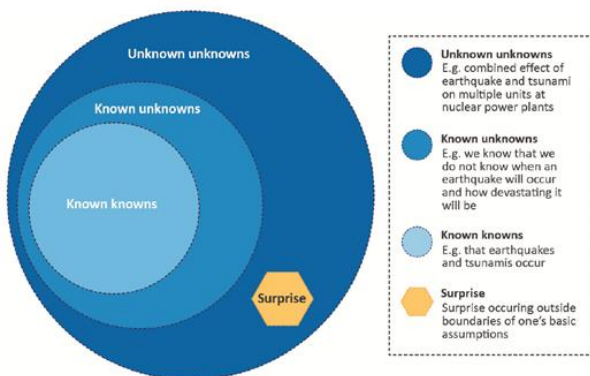 Unknown unknowns
Known unknowns
Known knowns
Surprise
Unknown unknowns
E.g. combined effect of
earthquake and tsunami
on multiple units at
nuclear power plants
Known unknowns
E.g. we know that we
do not know when an
earthquake will occur
and how devastating it
will be
Known knowns
E.g. that earthquakes
and tsunamis occur
Surprise
Surprise occuring outside
boundaries of one's basic
assumptions